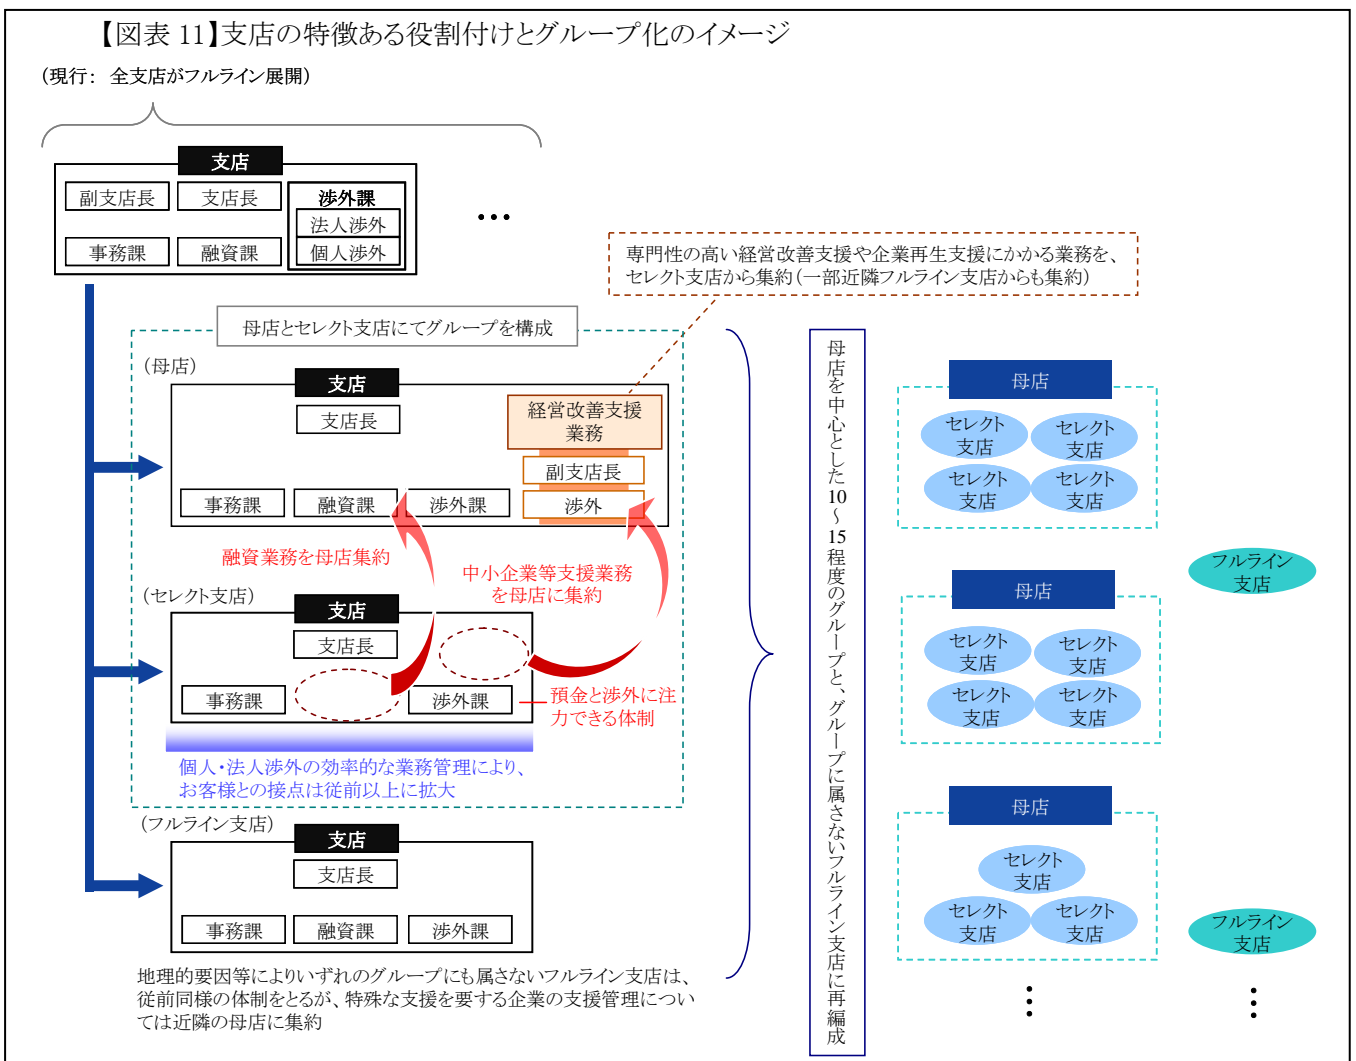 【図表 11】支店の特徴ある役割付けとグループ化のイメージ
(現行： 全支店がフルライン展開)
支店
副支店長
支店長
渉外課
法人渉外
事務課
融資課
個人渉外
…
専門性の高い経営改善支援や企業再生支援にかかる業務を、
セレクト支店から集約(一部近隣フルライン支店からも集約)
母店とセレクト支店にてグループを構成
(母店)
支店
支店長
経営改善支援
業務
副支店長
事務課
融資課
渉外課
渉外
融資業務を母店集約
中小企業等支援業務
を母店に集約
(セレクト支店)
支店
支店長
事務課
渉外課
預金と渉外に注
力できる体制
個人・法人渉外の効率的な業務管理により、
お客様との接点は従前以上に拡大
(フルライン支店)
支店
支店長
事務課
融資課
渉外課
地理的要因等によりいずれのグループにも属さないフルライン支店は、
従前同様の体制をとるが、特殊な支援を要する企業の支援管理につい
ては近隣の母店に集約
母店を中心とした10～15程度のグループと、グループに属さないフルライン支店に再編成
母店
セレクト
支店
セレクト
支店
セレクト
支店
セレクト
支店
フルライン
支店
母店
セレクト
支店
セレクト
支店
セレクト
支店
セレクト
支店
母店
セレクト
支店
セレクト
支店
セレクト
支店
フルライン
支店
⋮
⋮